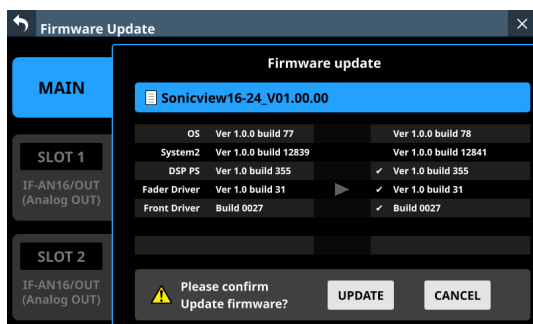 Firmware Update
MAIN
SLOT 1
IF-AN16/OUT
(Analog OUT)
SLOT 2
IF-AN16/OUT
(Analog OUT)
Firmware update
Sonicview16-24_V01.00.00
OS Ver 1.0.0 build 77 Ver 1.0.0 build 78
System2 Ver 1.0.0 build 12839 Ver 1.0.0 build 12841
DSP PS Ver 1.0 build 355 ✓ Ver 1.0 build 355
Fader Driver Ver 1.0 build 31 ▶ ✓ Ver 1.0 build 31
Front Driver Build 0027 ✓ Build 0027
Please confirm
Update firmware?
UPDATE CANCEL